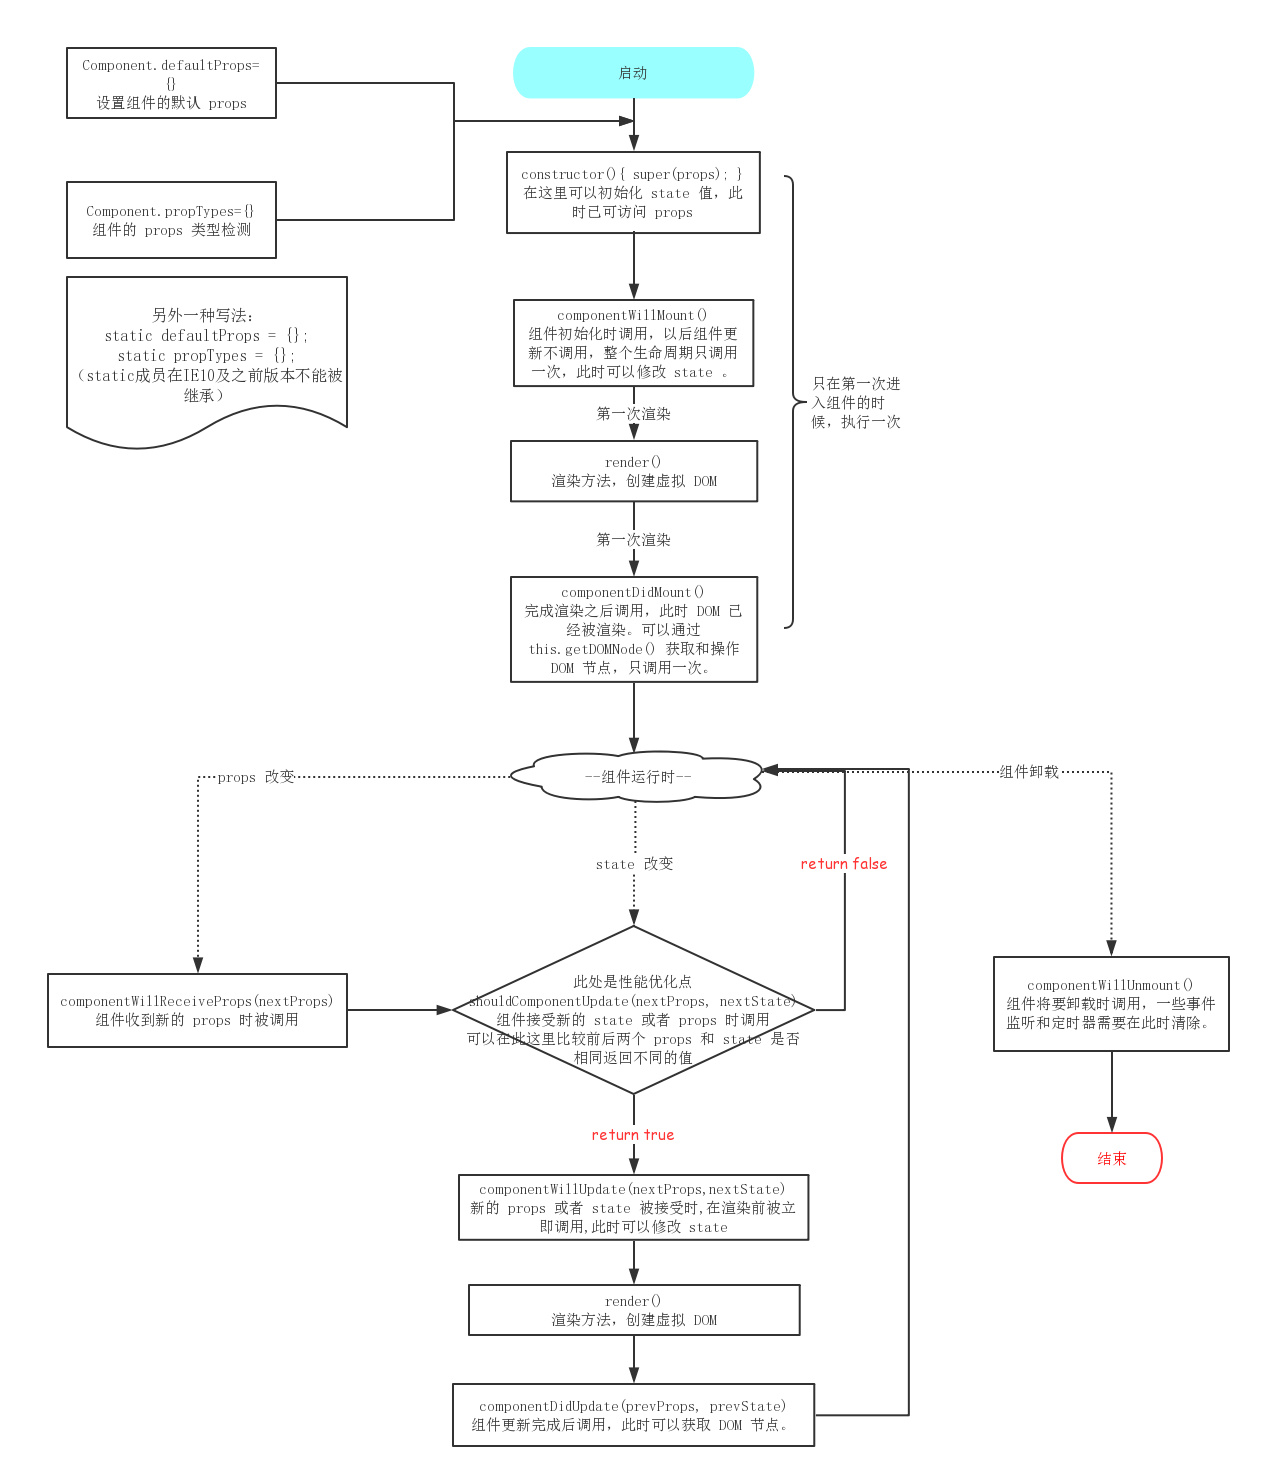 Component.defaultProps=
{}
设置组件的默认 props
启动
constructor(){ super(props); }
在这里可以初始化 state 值，此
时已可访问 props
Component.propTypes={}
组件的 props 类型检测
另外一种写法：
static defaultProps = {};
static propTypes = {};
（static成员在IE10及之前版本不能被
继承）
componentWillMount()
组件初始化时调用，以后组件更
新不调用，整个生命周期只调用
一次，此时可以修改 state 。
只在第一次进
入组件的时
候，执行一次
第一次渲染
render()
渲染方法，创建虚拟 DOM
第一次渲染
componentDidMount()
完成渲染之后调用，此时 DOM 已
经被渲染。可以通过
this.getDOMNode() 获取和操作
DOM 节点，只调用一次。
--组件运行时--
props 改变
组件卸载
state 改变
return false
componentWillReceiveProps(nextProps)
组件收到新的 props 时被调用
此处是性能优化点
shouldComponentUpdate(nextProps, nextState)
组件接受新的 state 或者 props 时调用
可以在此这里比较前后两个 props 和 state 是否
相同返回不同的值
componentWillUnmount()
组件将要卸载时调用，一些事件
监听和定时器需要在此时清除。
return true
结束
componentWillUpdate(nextProps,nextState)
新的 props 或者 state 被接受时,在渲染前被立
即调用,此时可以修改 state
render()
渲染方法，创建虚拟 DOM
componentDidUpdate(prevProps, prevState)
组件更新完成后调用，此时可以获取 DOM 节点。